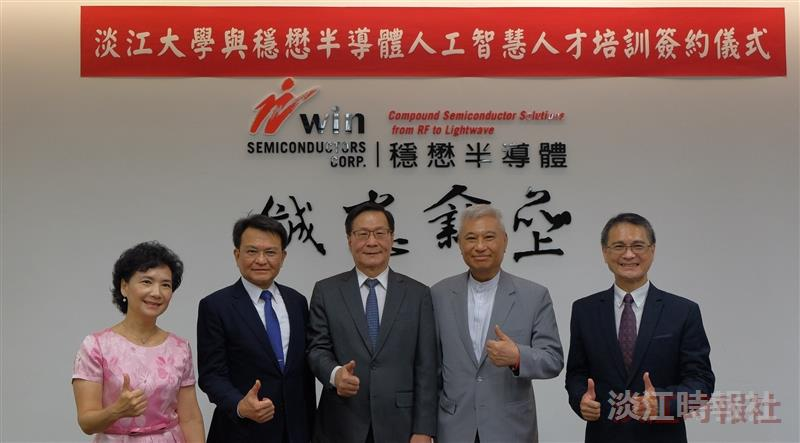 淡江大學與穩懋半導體人工智慧人才培訓簽約儀式
win
SEMICONDUCTORS
CORP.
Compound Semiconductor Solutions
from RF to Lightwave
穩懋半導體
淡江時報社